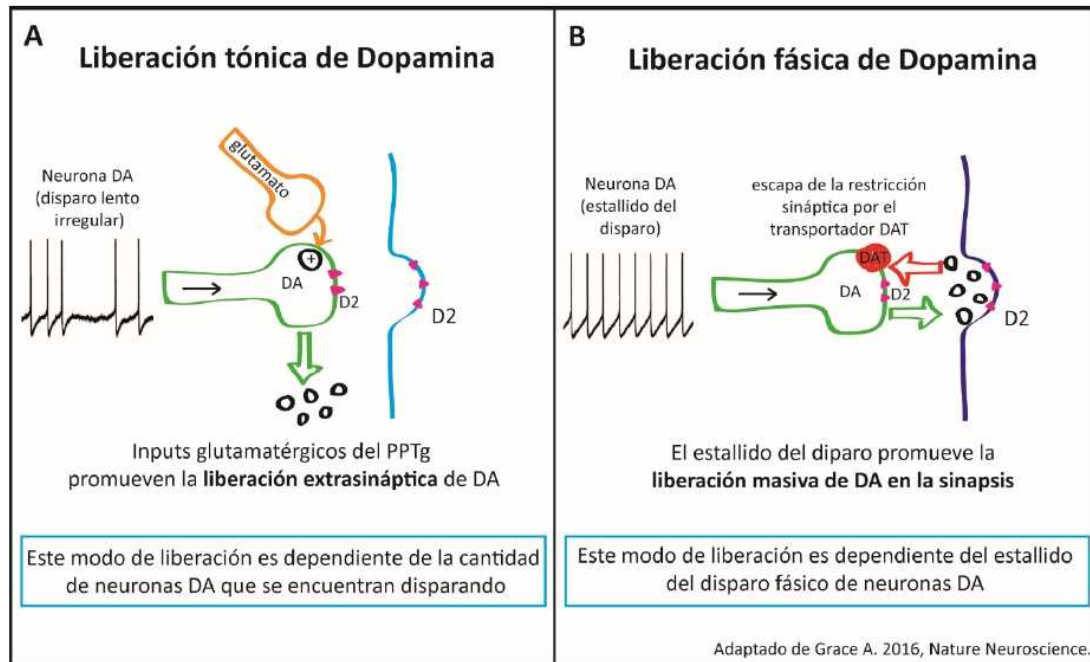 A
Liberación tónica de Dopamina
glutamato
Neurona DA
(disparo lento
irregular)
+
DA
D2
D2
Inputs glutamatérgicos del PPTg
promueven la liberación extrasináptica de DA
Este modo de liberación es dependiente de la cantidad
de neuronas DA que se encuentran disparando
B
Liberación fásica de Dopamina
Neurona DA
(estallido del
disparo)
escapa de la restricción
sináptica por el
transportador DAT
DAT
DA
D2
D2
El estallido del diparo promueve la
liberación masiva de DA en la sinapsis
Este modo de liberación es dependiente del estallido
del disparo fásico de neuronas DA
Adaptado de Grace A. 2016, Nature Neuroscience.